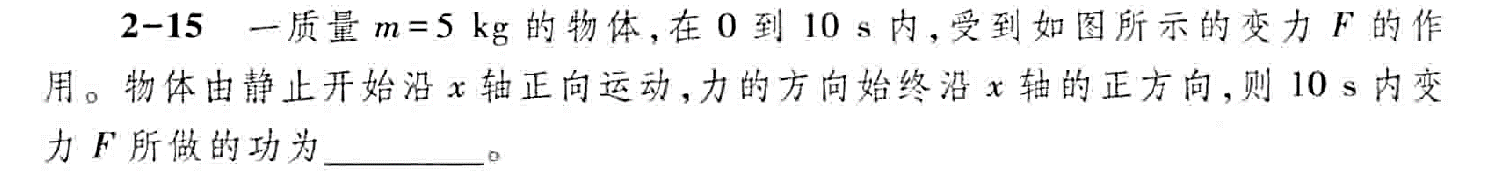 2-15 一质量 m=5 kg 的物体,在 0 到 10 s 内,受到如图所示的变力 F 的作
用。物体由静止开始沿 x 轴正向运动,力的方向始终沿 x 轴的正方向,则 10 s 内变
力 F 所做的功为________。